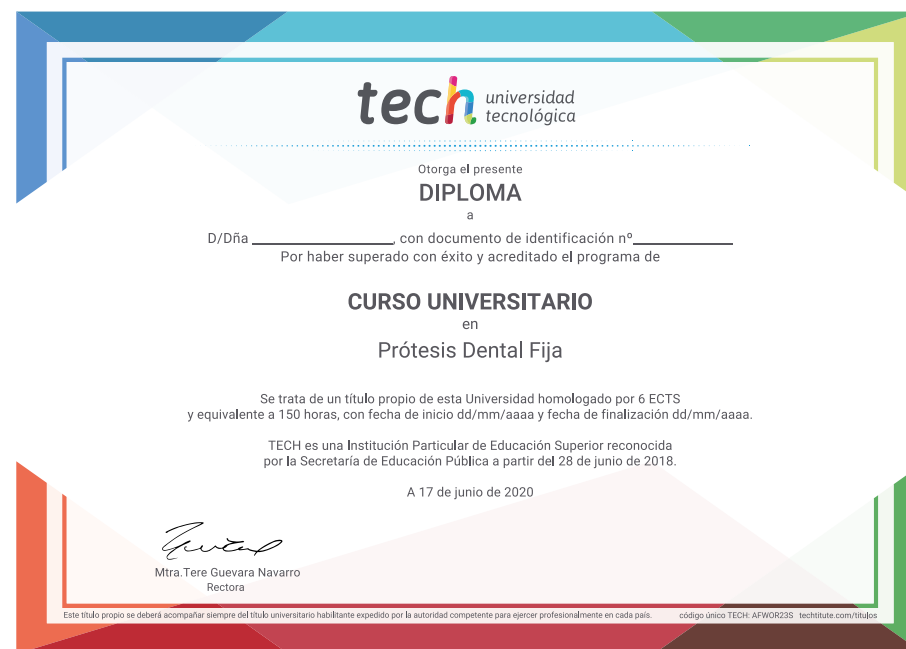 tech universidad
tecnológica
Otorga el presente
DIPLOMA
a
D/Dña ____________________, con documento de identificación nº______________
Por haber superado con éxito y acreditado el programa de
CURSO UNIVERSITARIO
en
Prótesis Dental Fija
Se trata de un título propio de esta Universidad homologado por 6 ECTS
y equivalente a 150 horas, con fecha de inicio dd/mm/aaaa y fecha de finalización dd/mm/aaaa.
TECH es una Institución Particular de Educación Superior reconocida
por la Secretaría de Educación Pública a partir del 28 de junio de 2018.
A 17 de junio de 2020
Mtra.Tere Guevara Navarro
Rectora
Este título propio se deberá acompañar siempre del título universitario habilitante expedido por la autoridad competente para ejercer profesionalmente en cada país. código único TECH: AFWOR23S techtitute.com/titulos